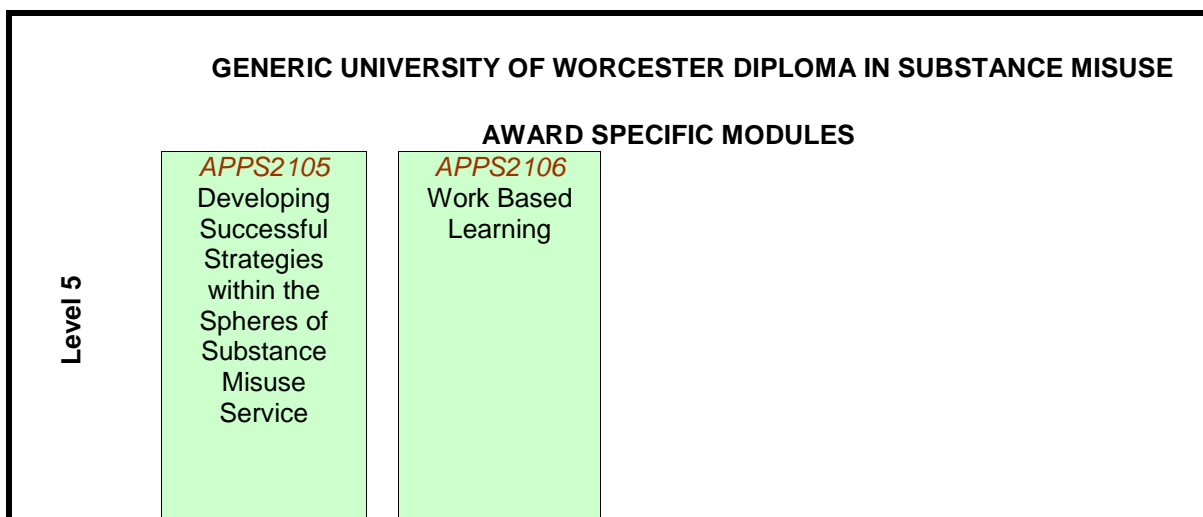 GENERIC UNIVERSITY OF WORCESTER DIPLOMA IN SUBSTANCE MISUSE
AWARD SPECIFIC MODULES
Level 5
APPS2105
Developing
Successful
Strategies
within the
Spheres of
Substance
Misuse
Service
APPS2106
Work Based
Learning